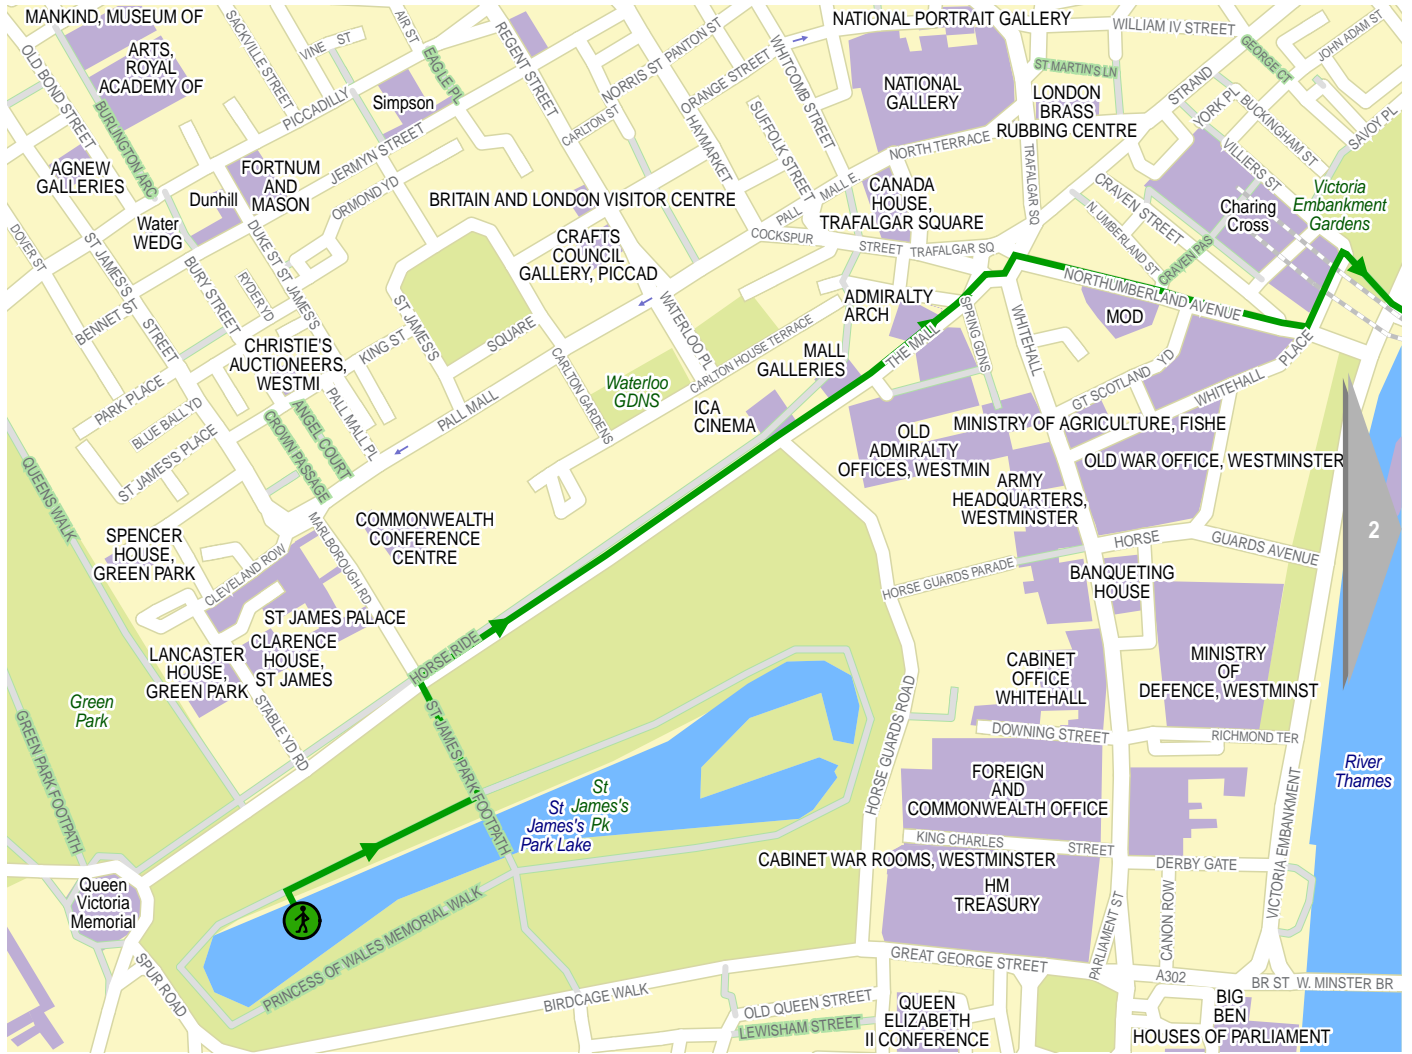 MANKIND, MUSEUM OF
ARTS,
ROYAL
ACADEMY OF
OLD BOND STREET
BURLINGTON ARC
SACKVILLE STREET
VINE ST
AIR ST
EAGLE PL
REGENT STREET
PICCADILLY
Simpson
JERMYN STREET
NORRIS ST
PANTON ST
ORANGE STREET
CARLTON ST
HAYMARKET
WHITCOMB STREET
SUFFOLK STREET
NATIONAL PORTRAIT GALLERY
WILLIAM IV STREET
ST MARTIN'S LN
GEORGE CT
JOHN ADAM ST
NATIONAL
GALLERY
LONDON
BRASS
RUBBING CENTRE
STRAND
YORK PL
BUCKINGHAM ST
SAVOY PL
VILLIERS ST
NORTH TERRACE
TRAFALGAR SQ
AGNEW
GALLERIES
Dunhill
FORTNUM
AND
MASON
ORMOND YD
Water
WEDG
BRITAIN AND LONDON VISITOR CENTRE
PALL
MALL E.
CANADA
HOUSE,
TRAFALGAR SQUARE
CRAVEN STREET
N.UMBERLAND ST
CRAVEN PAS
Charing
Cross
Victoria
Embankment
Gardens
DOVER ST
ST JAMES'S
STREET
BURY STREET
DUKE ST ST. JAMES'S
RYDER YD
CRAFTS
COUNCIL
GALLERY, PICCAD
COCKSPUR
STREET
TRAFALGAR SQ
NORTHUMBERLAND AVENUE
BENNET ST
ST JAMES'S
SQUARE
KING ST
CHRISTIE'S
AUCTIONEERS,
WESTMI
WATERLOO PL
CARLTON HOUSE TERRACE
ADMIRALTY
ARCH
SPRING GDNS
WHITEHALL
MOD
THE MALL
MALL
GALLERIES
PARK PLACE
BLUE BALL YD
ST JAMES'S PLACE
ANGEL COURT
CROWN PASSAGE
PALL MALL PL
PALL MALL
CARLTON GARDENS
Waterloo
GDNS
ICA
CINEMA
GT SCOTLAND YD
WHITEHALL PLACE
OLD
ADMIRALTY
OFFICES, WESTMIN
MINISTRY OF AGRICULTURE, FISHE
OLD WAR OFFICE, WESTMINSTER
ARMY
HEADQUARTERS,
WESTMINSTER
QUEENS WALK
SPENCER
HOUSE,
GREEN PARK
CLEVELAND ROW
MARLBOROUGH RD
COMMONWEALTH
CONFERENCE
CENTRE
2
HORSE
GUARDS AVENUE
HORSE GUARDS PARADE
BANQUETING
HOUSE
ST JAMES PALACE
CLARENCE
HOUSE,
ST JAMES
LANCASTER
HOUSE,
GREEN PARK
STABLE YD RD
HORSE RIDE
ST JAMES PARK FOOTPATH
Green
Park
GREEN PARK FOOTPATH
CABINET
OFFICE
WHITEHALL
MINISTRY
OF
DEFENCE, WESTMINST
HORSE GUARDS ROAD
DOWNING STREET
RICHMOND TER
River
Thames
FOREIGN
AND
COMMONWEALTH OFFICE
St
James's
Pk
St
James's
Park Lake
KING CHARLES
STREET
CABINET WAR ROOMS, WESTMINSTER
HM
TREASURY
DERBY GATE
VICTORIA EMBANKMENT
CANON ROW
PARLIAMENT ST
Queen
Victoria
Memorial
SPUR ROAD
PRINCESS OF WALES MEMORIAL WALK
GREAT GEORGE STREET
A302
BR ST
W. MINSTER BR
BIRDCAGE WALK
OLD QUEEN STREET
LEWISHAM STREET
QUEEN
ELIZABETH
II CONFERENCE
BIG
BEN
HOUSES OF PARLIAMENT